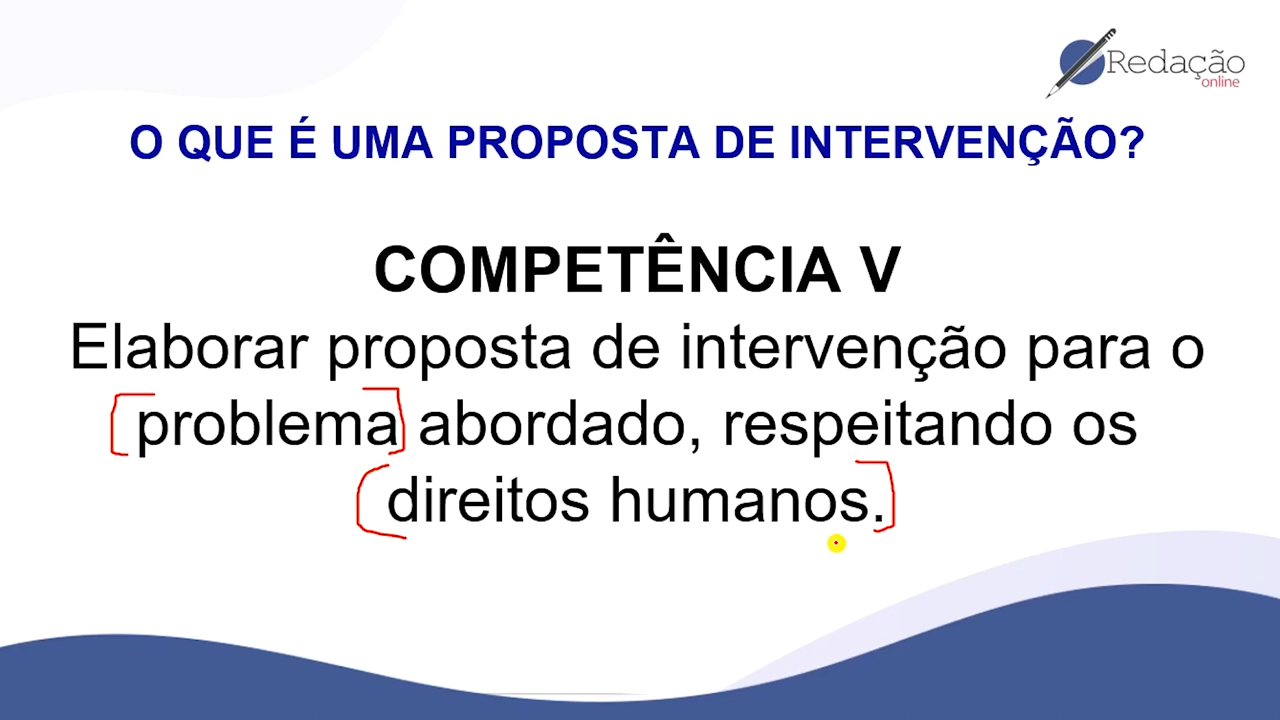 Redação
online
O QUE É UMA PROPOSTA DE INTERVENÇÃO?
COMPETÊNCIA V
Elaborar proposta de intervenção para o
problema abordado, respeitando os
direitos humanos.